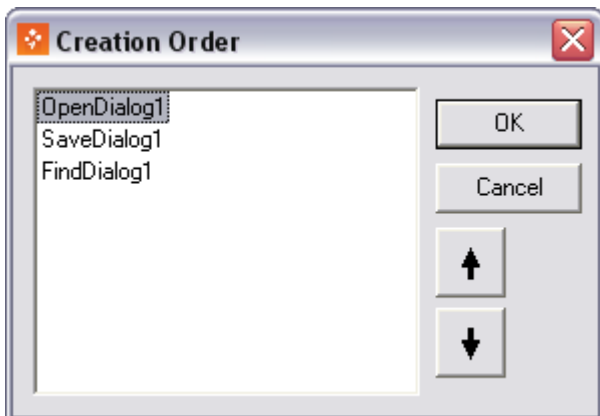 Creation Order
OpenDialog1
SaveDialog1
FindDialog1
OK
Cancel